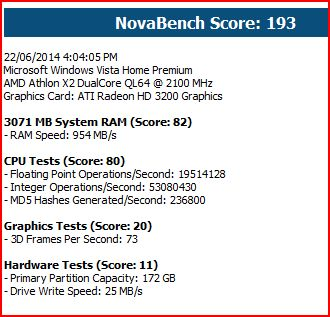 NovaBench Score: 193
22/06/2014 4:04:05 PM
Microsoft Windows Vista Home Premium
AMD Athlon X2 DualCore QL64 @ 2100 MHz
Graphics Card: ATI Radeon HD 3200 Graphics
3071 MB System RAM (Score: 82)
- RAM Speed: 954 MB/s
CPU Tests (Score: 80)
- Floating Point Operations/Second: 19514128
- Integer Operations/Second: 53080430
- MD5 Hashes Generated/Second: 236800
Graphics Tests (Score: 20)
- 3D Frames Per Second: 73
Hardware Tests (Score: 11)
- Primary Partition Capacity: 172 GB
- Drive Write Speed: 25 MB/s